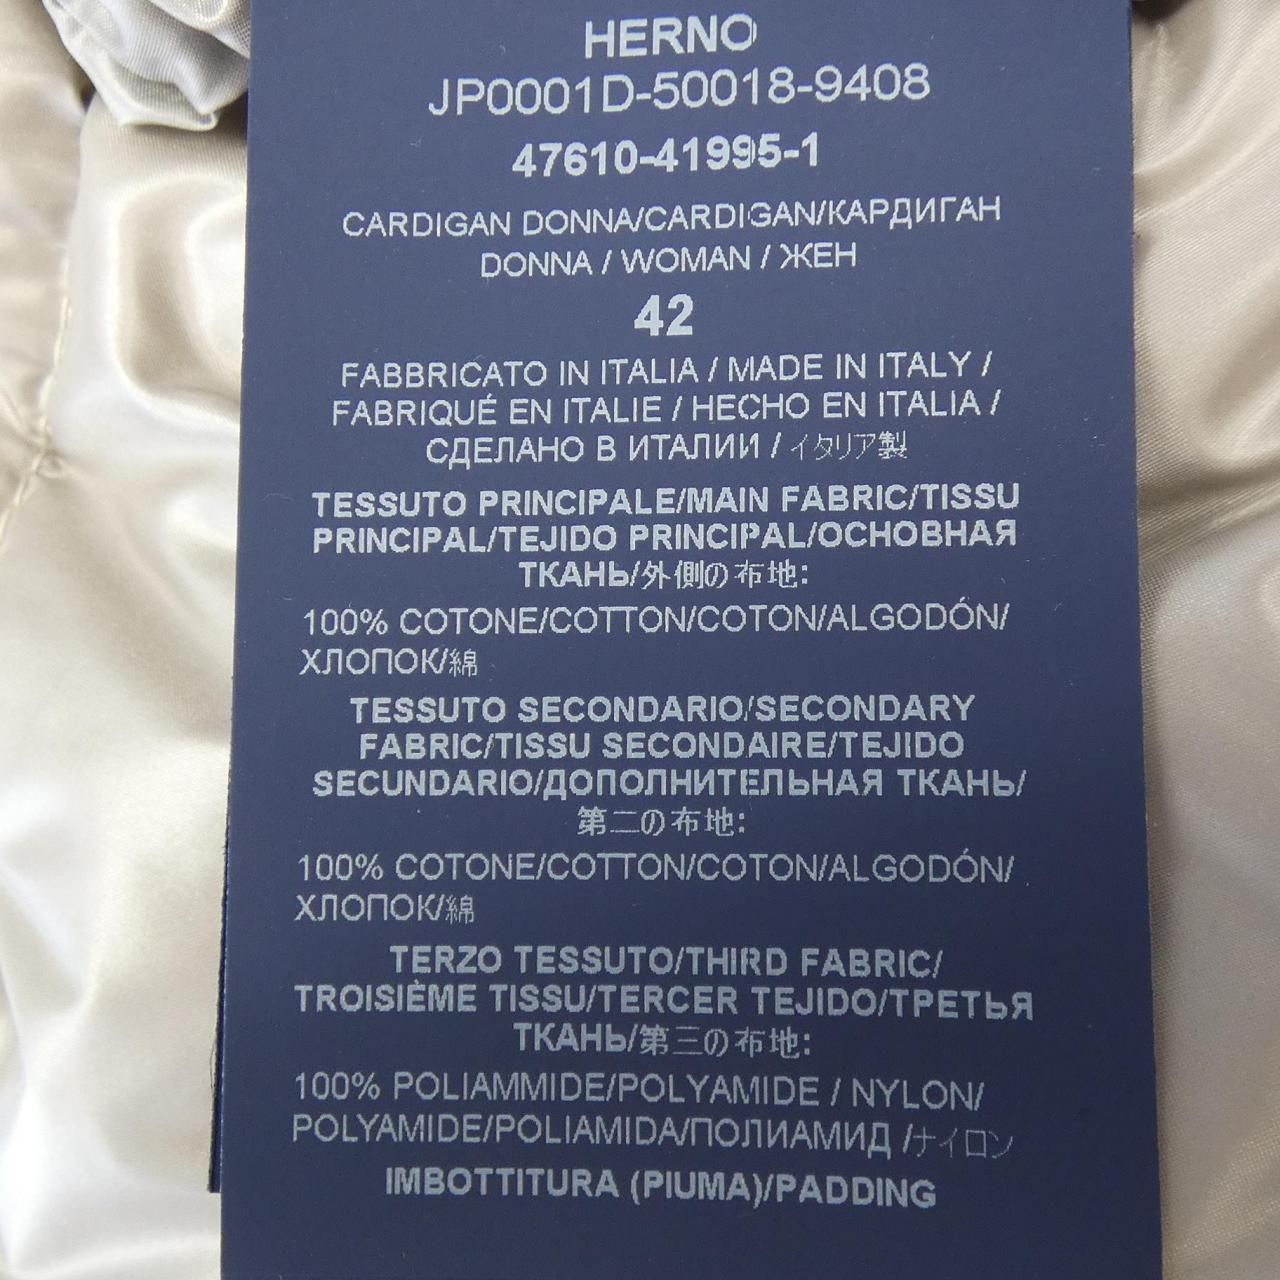 HERNO
JP0001D-50018-9408
47610-41995-1
CARDIGAN DONNA/CARDIGAN/КАРДИГАН
DONNA / WOMAN / ЖЕН
42
FABBRICATO IN ITALIA / MADE IN ITALY /
FABRIQUÉ EN ITALIE / HECHO EN ITALIA /
СДЕЛАНО В ИТАЛИИ / イタリア製
TESSUTO PRINCIPALE/MAIN FABRIC/TISSU
PRINCIPAL/TEJIDO PRINCIPAL/ОСНОВНАЯ
ТКАНЬ/外側の布地:
100% COTONE/COTTON/COTON/ALGODÓN/
ХЛОПОК/綿
TESSUTO SECONDARIO/SECONDARY
FABRIC/TISSU SECONDAIRE/TEJIDO
SECUNDARIO/ДОПОЛНИТЕЛЬНАЯ ТКАНЬ/
第二の布地:
100% COTONE/COTTON/COTON/ALGODÓN/
ХЛОПОК/綿
TERZO TESSUTO/THIRD FABRIC/
TROISIÈME TISSU/TERCER TEJIDO/ТРЕТЬЯ
ТКАНЬ/第三の布地:
100% POLIAMMIDE/POLYAMIDE / NYLON/
POLYAMIDE/POLIAMIDA/ПОЛИАМИД /ナイロン
IMBOTTITURA (PIUMA)/PADDING